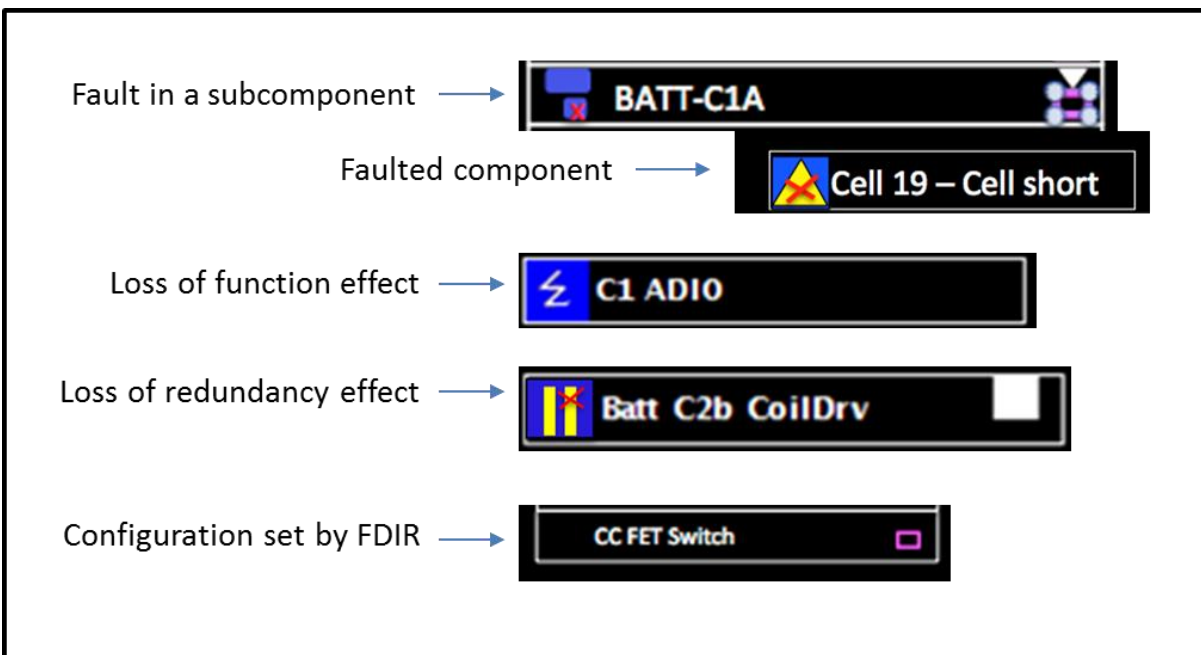 Fault in a subcomponent
BATT-C1A
Faulted component
Cell 19 – Cell short
Loss of function effect
C1 ADIO
Loss of redundancy effect
Batt C2b CoilDrv
Configuration set by FDIR
CC FET Switch